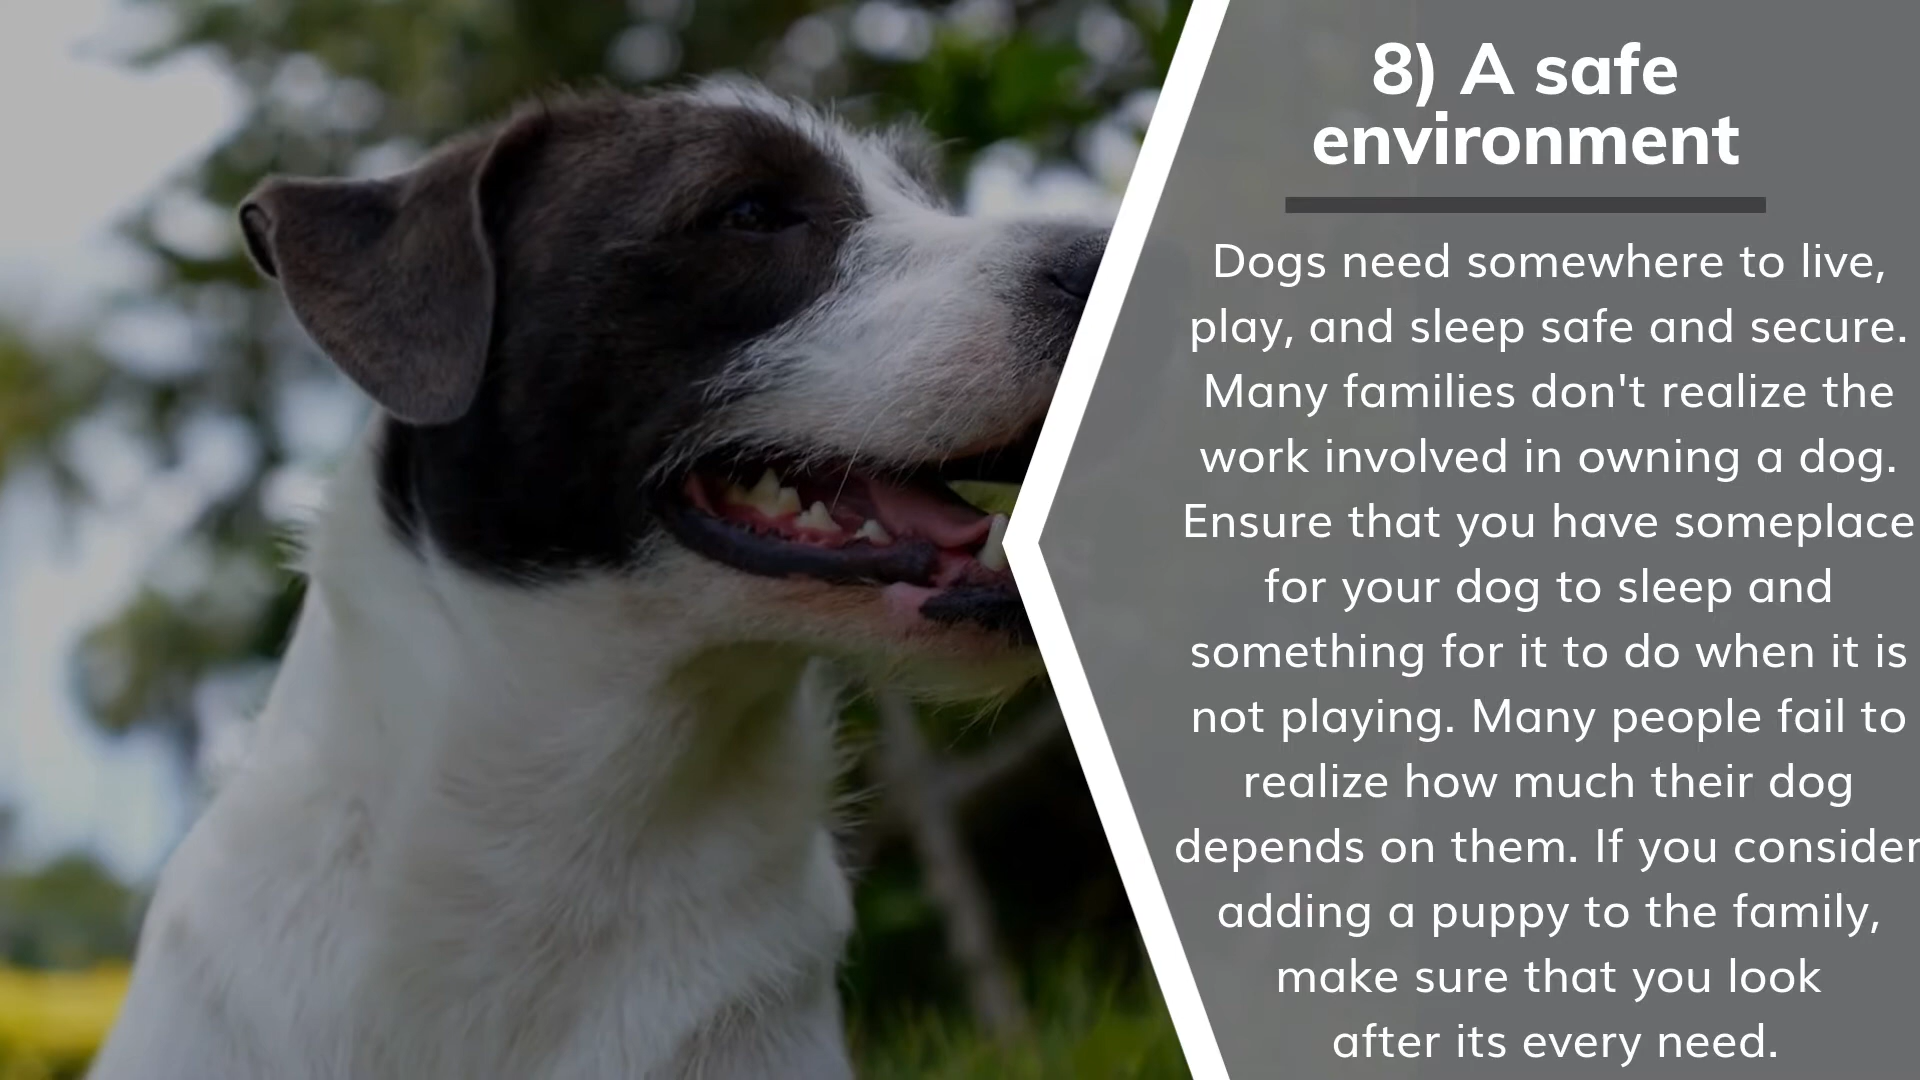 8) A safe
environment
Dogs need somewhere to live,
play, and sleep safe and secure.
Many families don't realize the
work involved in owning a dog.
Ensure that you have someplace
for your dog to sleep and
something for it to do when it is
not playing. Many people fail to
realize how much their dog
depends on them. If you consider
adding a puppy to the family,
make sure that you look
after its every need.